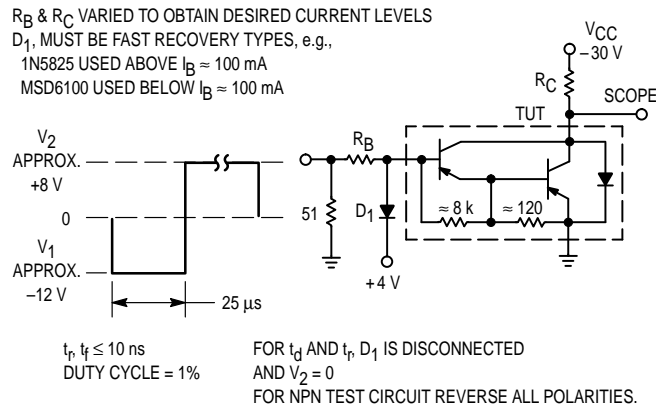 R_B & R_C VARIED TO OBTAIN DESIRED CURRENT LEVELS
D_1, MUST BE FAST RECOVERY TYPES, e.g.,
1N5825 USED ABOVE I_B ≈ 100 mA
MSD6100 USED BELOW I_B ≈ 100 mA
V_CC
–30 V
R_C
SCOPE
TUT
V_2
APPROX.
+8 V
0
V_1
APPROX.
–12 V
25 μs
R_B
51
D_1
+4 V
≈ 8 k
≈ 120
t_r, t_f ≤ 10 ns
DUTY CYCLE = 1%
FOR t_d AND t_r, D_1 IS DISCONNECTED
AND V_2 = 0
FOR NPN TEST CIRCUIT REVERSE ALL POLARITIES.